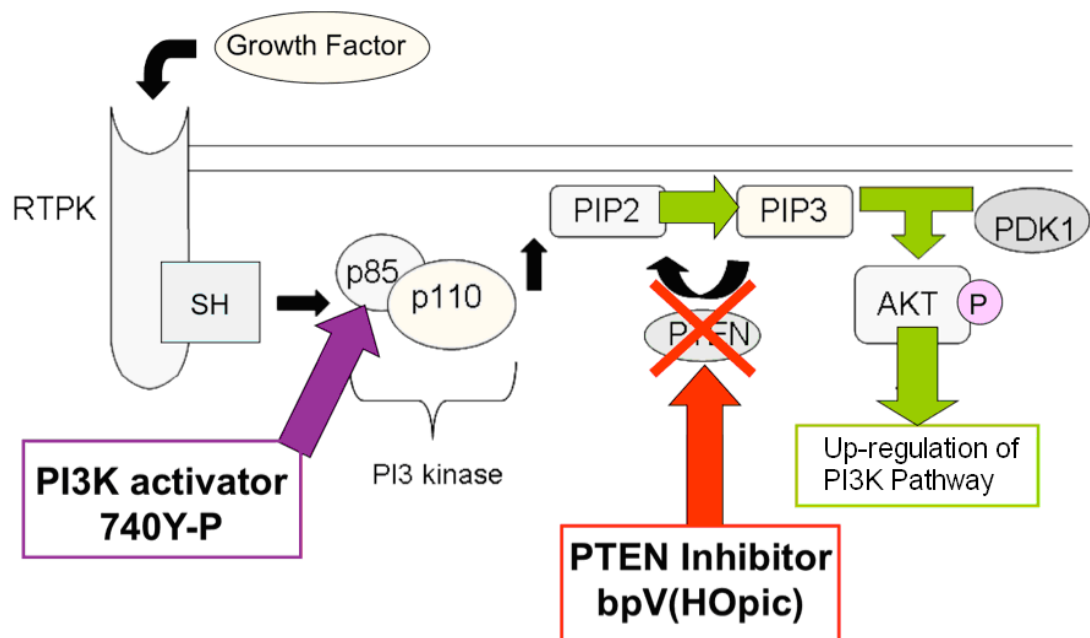 Growth Factor
RTPK
SH
p85
p110
PIP2
PIP3
PDK1
PTEN
AKT
P
PI3 kinase
PI3K activator
740Y-P
PTEN Inhibitor
bpV(HOpic)
Up-regulation of
PI3K Pathway